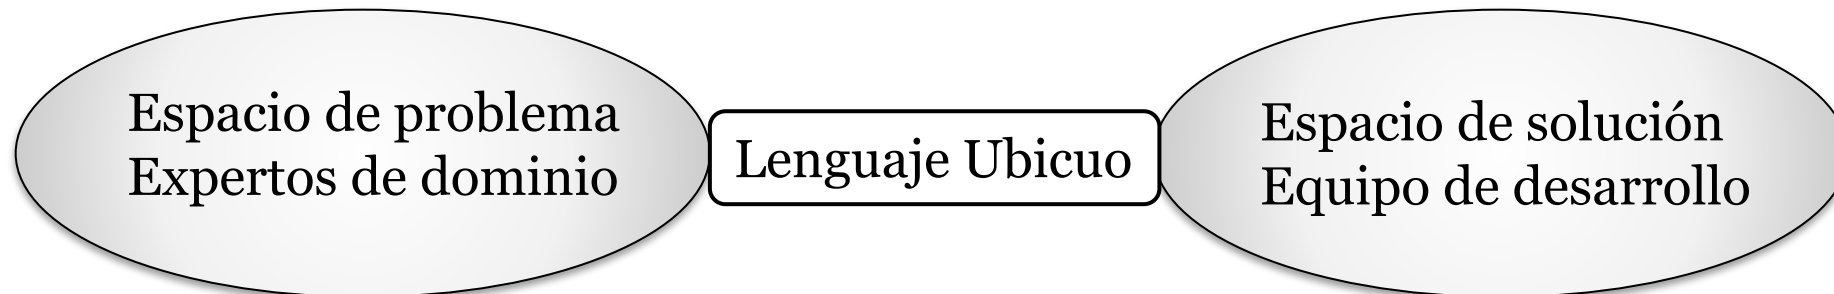 Espacio de problema
Expertos de dominio
Lenguaje Ubicuo
Espacio de solución
Equipo de desarrollo